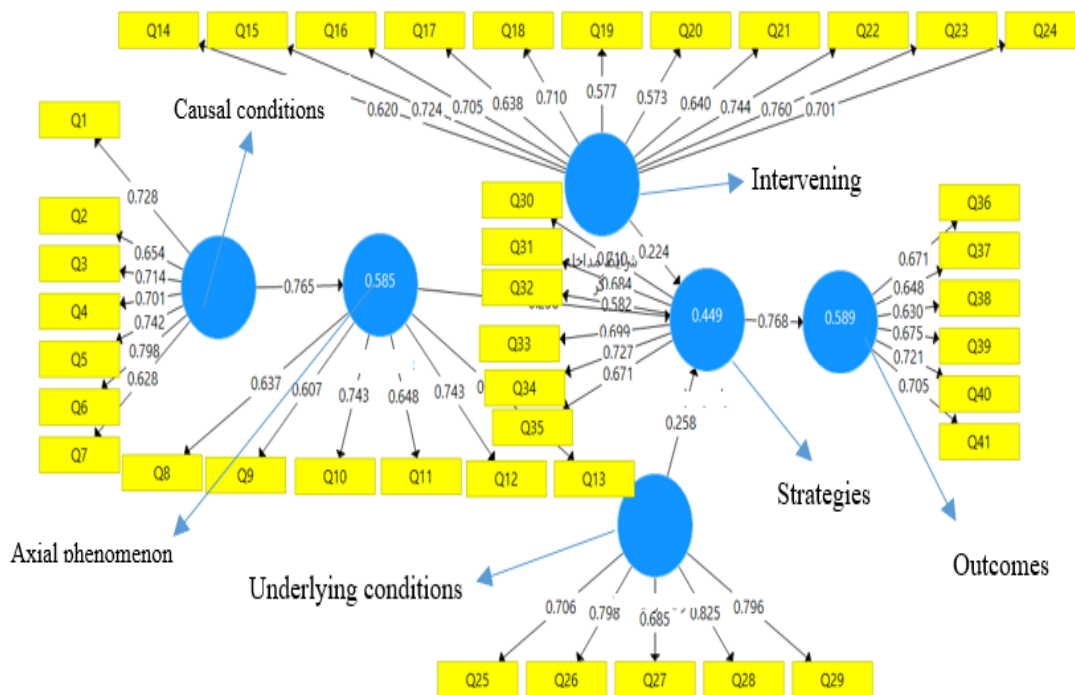 Q14 Q15 Q16 Q17 Q18 Q19 Q20 Q21 Q22 Q23 Q24
0.620 0.724 0.705 0.638 0.710 0.577 0.573 0.640 0.744 0.760 0.701
Causal conditions
Q1
0.728
Q2
0.654
Q3
0.714
Q4
0.701
0.742
Q5
0.798
Q6
0.628
Q7
0.765
0.585
Intervening
0.224
شرایط مداخله
گر
Q30
0.710
Q31
0.684
Q32
0.582
Q33
0.699
Q34
0.727
Q35
0.671
0.449
0.768
0.589
Q36
0.671
Q37
0.648
Q38
0.630
Q39
0.675
0.721
Q40
0.705
Q41
0.637 0.607 0.743 0.648 0.743
Q8 Q9 Q10 Q11 Q12 Q13
0.258
Strategies
Axial phenomenon
Underlying conditions
Outcomes
0.706 0.798 0.685 0.825 0.796
Q25 Q26 Q27 Q28 Q29